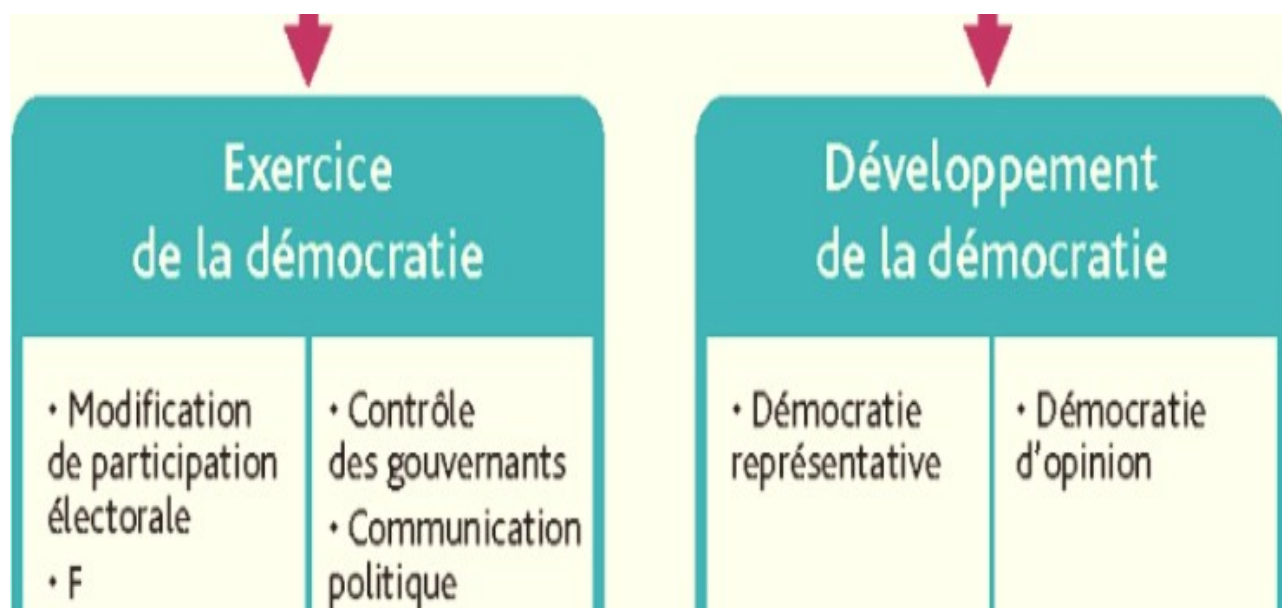 Exercice
de la démocratie
• Modification
de participation
électorale
• F
• Contrôle
des gouvernants
• Communication
politique
Développement
de la démocratie
• Démocratie
représentative
• Démocratie
d'opinion